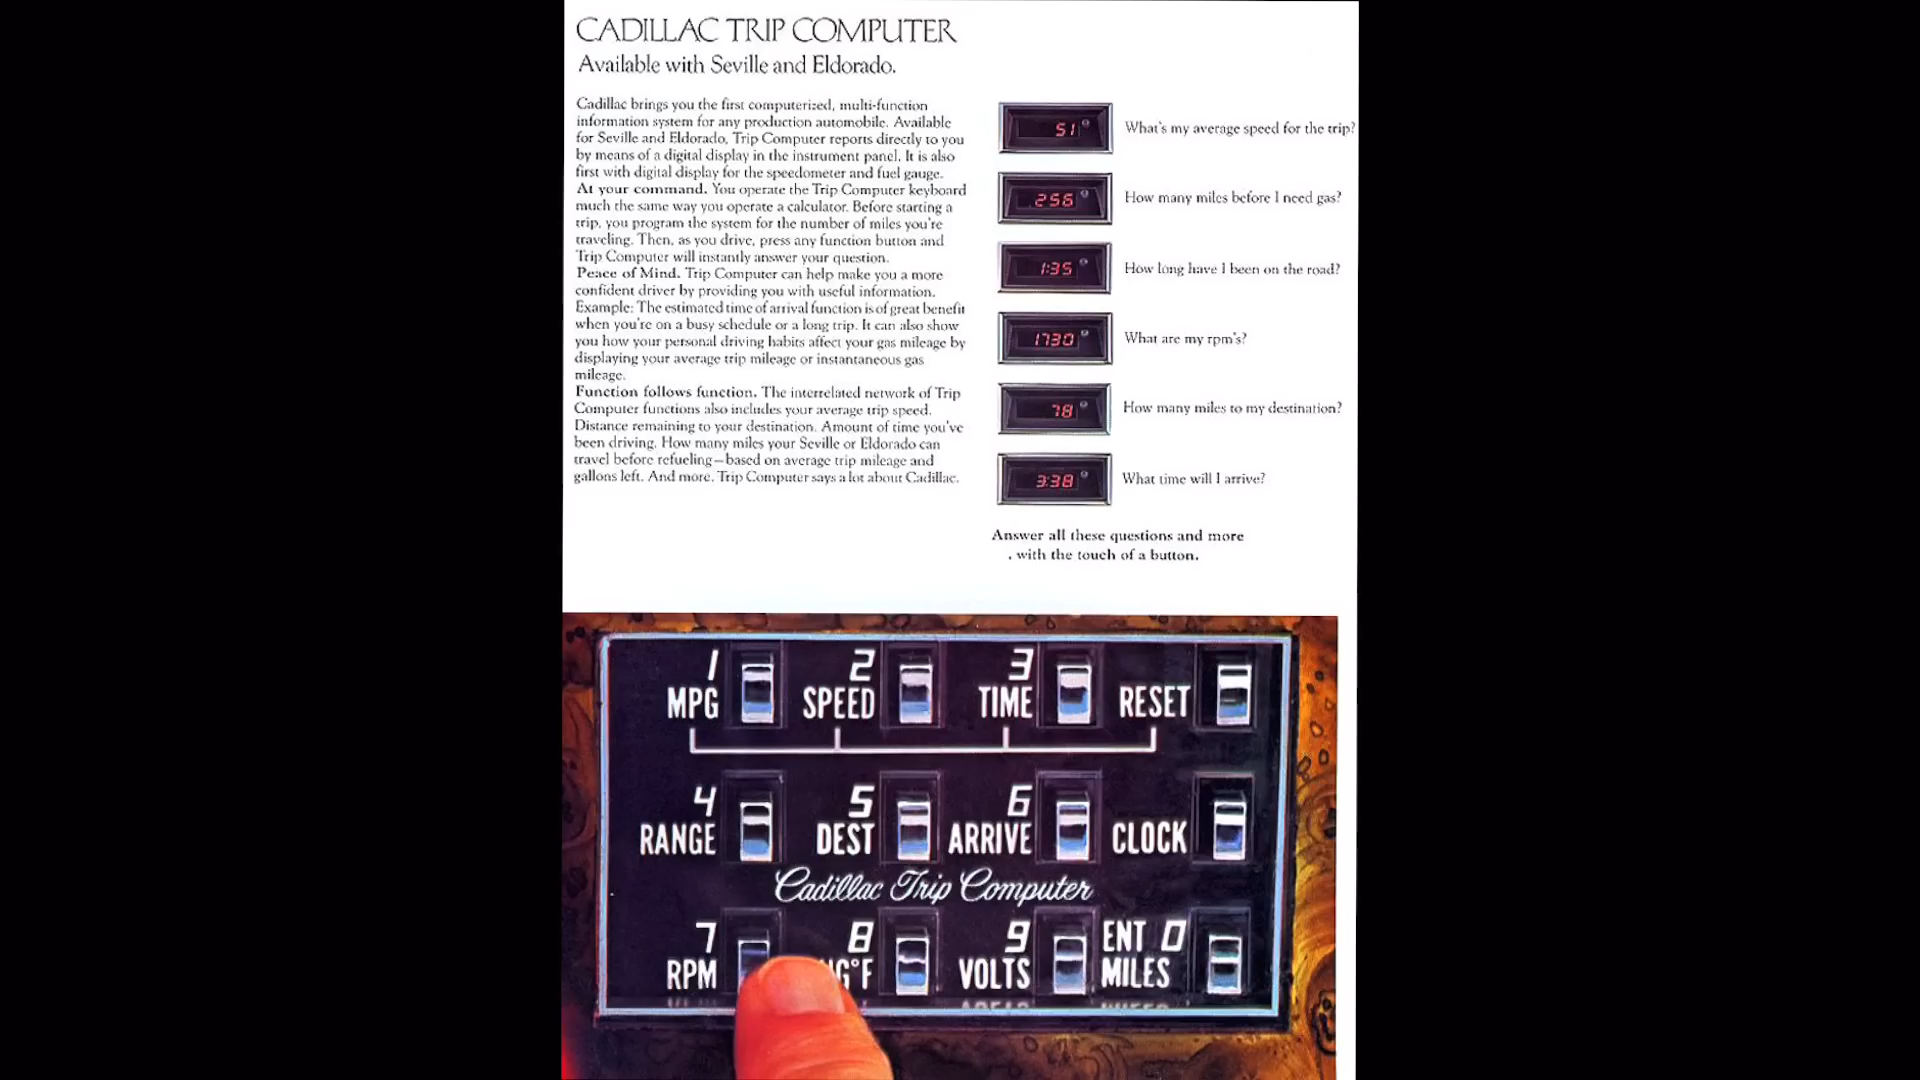 CADILLAC TRIP COMPUTER
Available with Seville and Eldorado.
Cadillac brings you the first computerized, multi-function
information system for any production automobile. Available
for Seville and Eldorado, Trip Computer reports directly to you
by means of a digital display in the instrument panel. It is also
first with digital display for the speedometer and fuel gauge.
At your command. You operate the Trip Computer keyboard
much the same way you operate a calculator. Before starting a
trip, you program the system for the number of miles you're
traveling. Then, as you drive, press any function button and
Trip Computer will instantly answer your question.
Peace of Mind. Trip Computer can help make you a more
confident driver by providing you with useful information.
Example: The estimated time of arrival function is of great benefit
when you're on a busy schedule or a long trip. It can also show
you how your personal driving habits affect your gas mileage by
displaying your average trip mileage or instantaneous gas
mileage.
Function follows function. The interrelated network of Trip
Computer functions also includes your average trip speed.
Distance remaining to your destination. Amount of time you've
been driving. How many miles your Seville or Eldorado can
travel before refueling—based on average trip mileage and
gallons left. And more. Trip Computer says a lot about Cadillac.
51 What's my average speed for the trip?
256 How many miles before I need gas?
1:35 How long have I been on the road?
1730 What are my rpm's?
78 How many miles to my destination?
3:38 What time will I arrive?
Answer all these questions and more
. with the touch of a button.
1 2 3
MPG SPEED TIME RESET
4 5 6
RANGE DEST ARRIVE CLOCK
Cadillac Trip Computer
7 8 9 ENT 0
RPM G°F VOLTS MILES